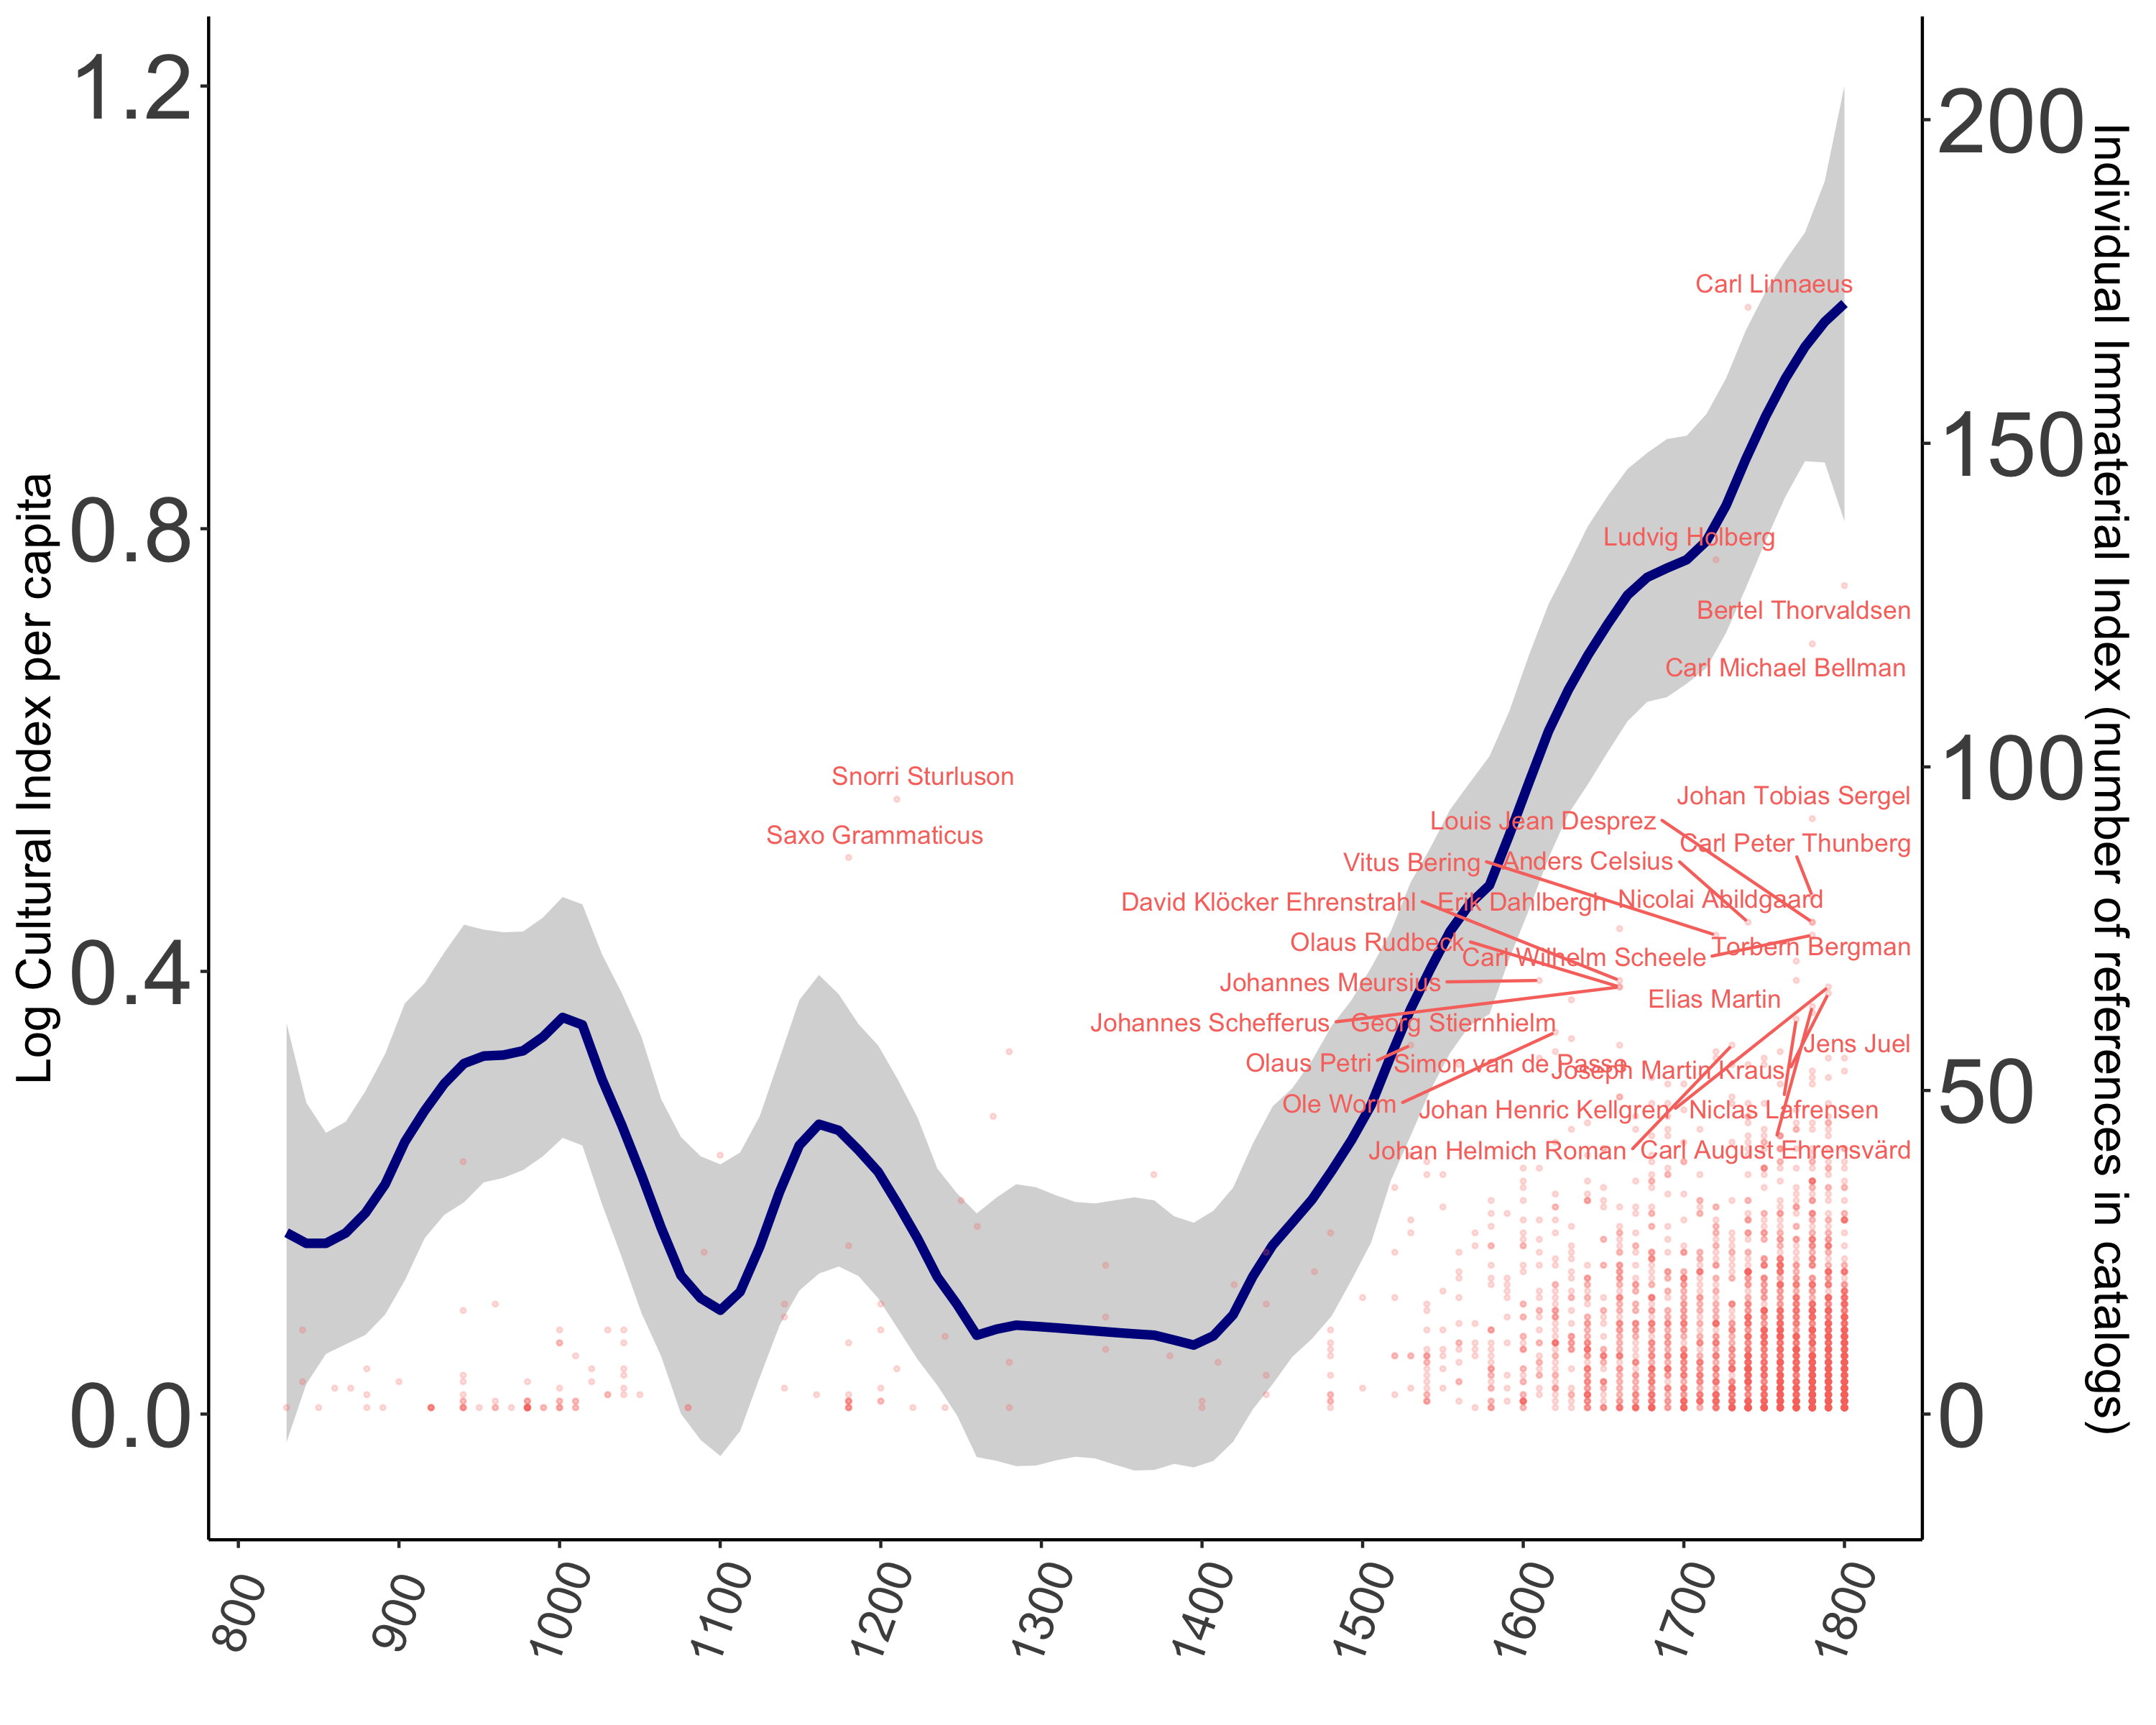 1.2
0.8
0.4
0.0
Log Cultural Index per capita
200
150
100
50
0
Individual Immaterial Index (number of references in catalogs)
Carl Linnaeus
Ludvig Holberg
Bertel Thorvaldsen
Carl Michael Bellman
Snorri Sturluson
Saxo Grammaticus
Johan Tobias Sergel
Louis Jean Desprez
Carl Peter Thunberg
Vitus Bering
Anders Celsius
David Klöcker Ehrenstrahl
Erik Dahlbergh
Nicolai Abildgaard
Olaus Rudbeck
Carl Wilhelm Scheele
Torbern Bergman
Johannes Meursius
Elias Martin
Johannes Schefferus
Georg Stiernhielm
Jens Juel
Olaus Petri
Simon van de Passe
Joseph Martin Kraus
Ole Worm
Johan Henric Kellgren
Niclas Lafrensen
Johan Helmich Roman
Carl August Ehrensvärd
800
900
1000
1100
1200
1300
1400
1500
1600
1700
1800